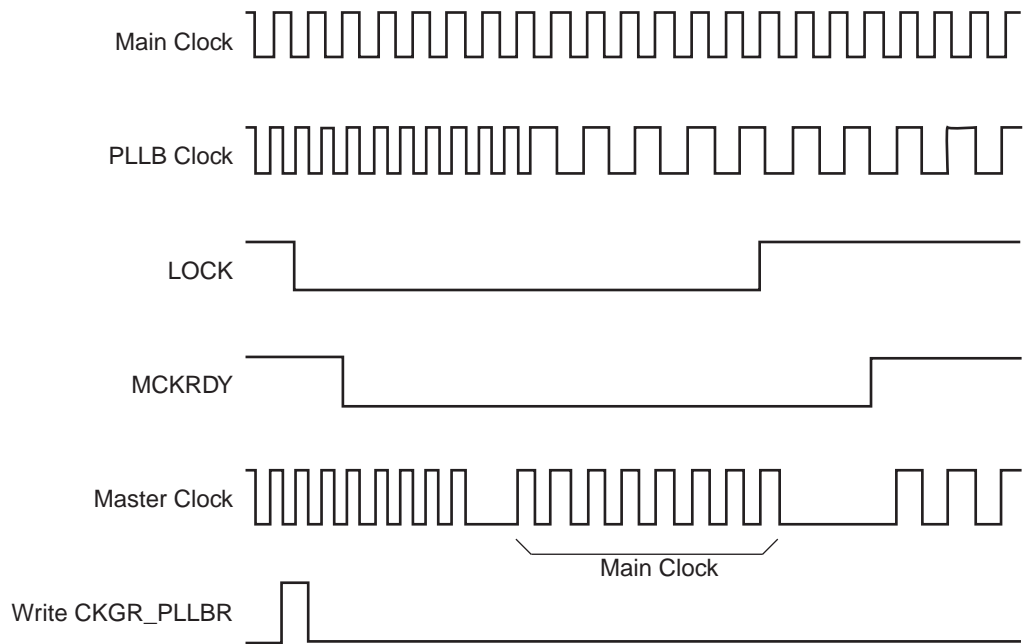 Main Clock
PLLB Clock
LOCK
MCKRDY
Master Clock
Main Clock
Write CKGR_PLLBR